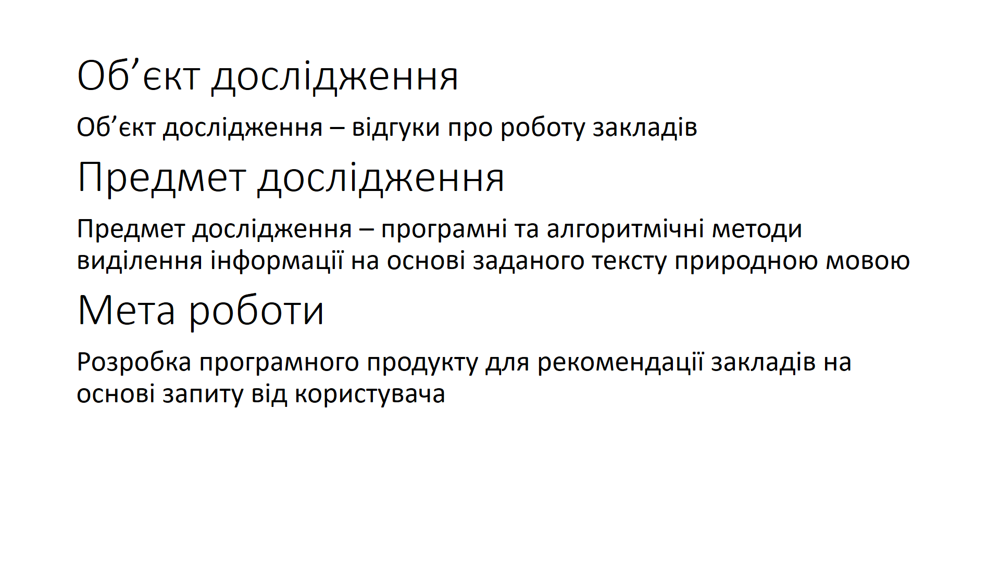 Об’єкт дослідження
Об’єкт дослідження – відгуки про роботу закладів
Предмет дослідження
Предмет дослідження – програмні та алгоритмічні методи
виділення інформації на основі заданого тексту природною мовою
Мета роботи
Розробка програмного продукту для рекомендації закладів на
основі запиту від користувача